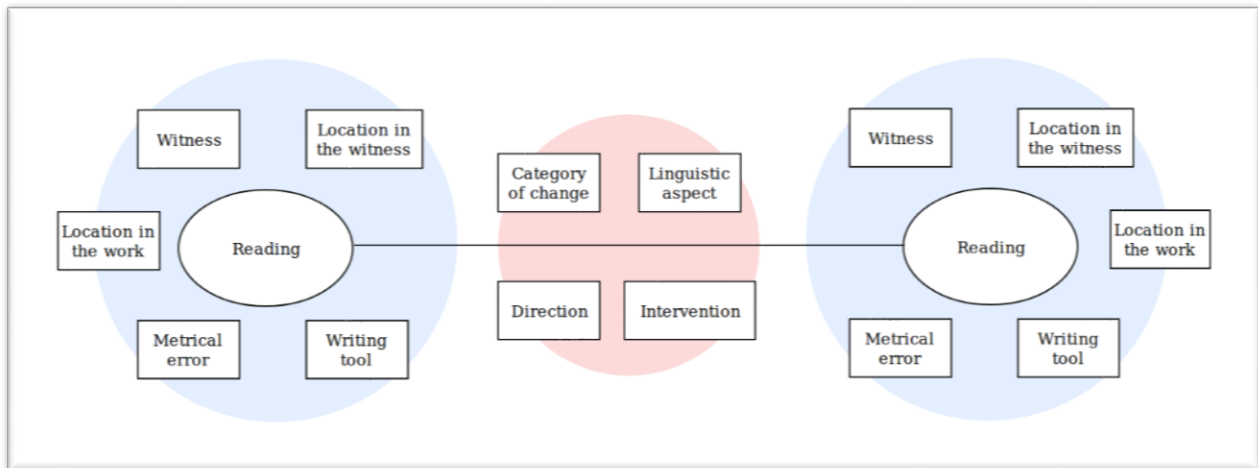 Witness
Location in
the witness
Location in
the work
Reading
Metrical
error
Writing
tool
Category
of change
Linguistic
aspect
Direction
Intervention
Witness
Location in
the witness
Reading
Location in
the work
Metrical
error
Writing
tool